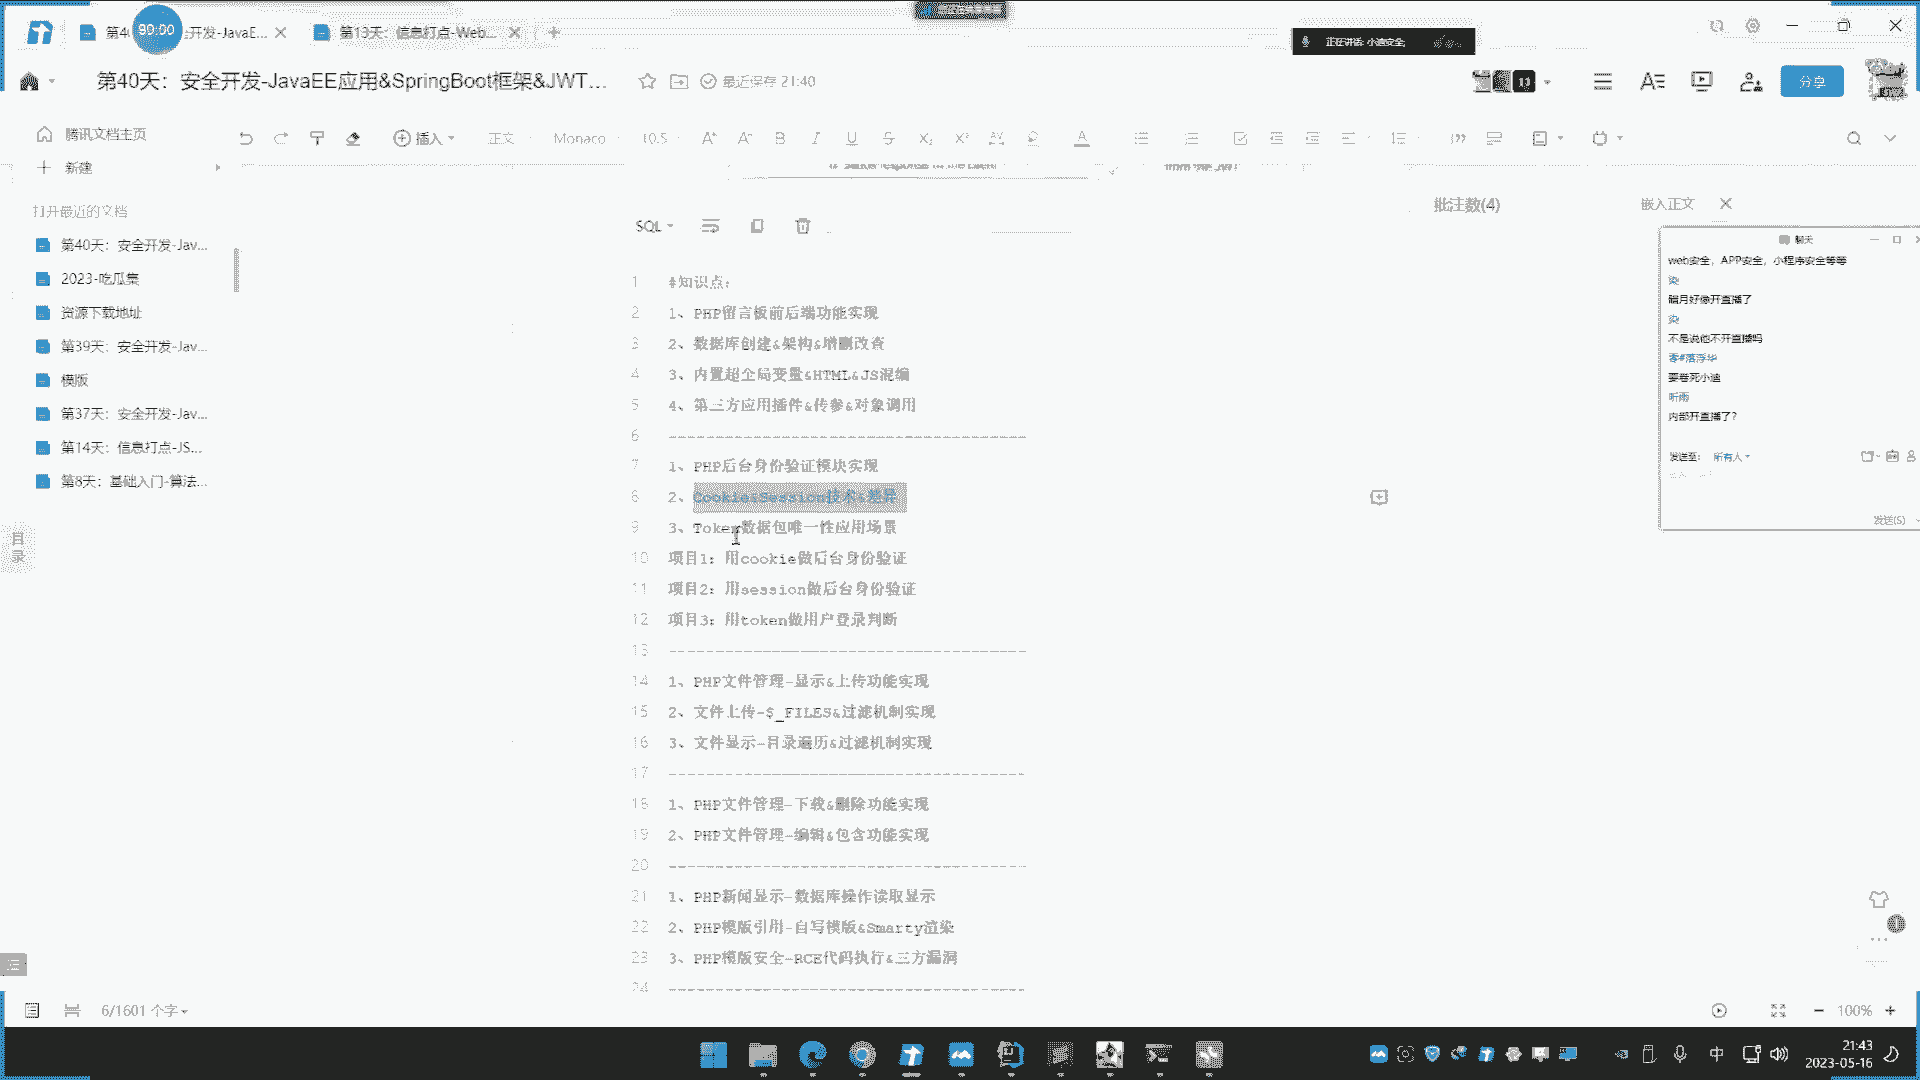 第4
开发-JavaE...
第13天：信息打点-Web...
90:00
正在讲话: 小迪安全
第40天：安全开发-JavaEE应用&SpringBoot框架&JWT...
最近保存 21:40
分享
腾讯文档主页
插入
正文
Monaco
10.5
新建
打开最近的文档
第40天：安全开发-Jav...
2023-吃瓜集
资源下载地址
第39天：安全开发-Jav...
模版
第37天：安全开发-Jav...
第14天：信息打点-JS...
第8天：基础入门-算法...
目录
SQL
1 #知识点：
2 1、PHP留言板前后端功能实现
3 2、数据库创建&架构&增删改查
4 3、内置超全局变量&HTML&JS混编
5 4、第三方应用插件&传参&对象调用
6 ------------------------------------
7 1、PHP后台身份验证模块实现
8 2、Cookie&Session技术&差异
9 3、Token数据包唯一性应用场景
10 项目1：用cookie做后台身份验证
11 项目2：用session做后台身份验证
12 项目3：用token做用户登录判断
13 ------------------------------------
14 1、PHP文件管理-显示&上传功能实现
15 2、文件上传-$_FILES&过滤机制实现
16 3、文件显示-目录遍历&过滤机制实现
17 ------------------------------------
18 1、PHP文件管理-下载&删除功能实现
19 2、PHP文件管理-编辑&包含功能实现
20 ------------------------------------
21 1、PHP新闻显示-数据库操作读取显示
22 2、PHP模版引用-自写模版&Smarty渲染
23 3、PHP模版安全-RCE代码执行&三方漏洞
24 ------------------------------------
批注数(4)
嵌入正文
聊天
web安全，APP安全，小程序安全等等
染
腊月好像开直播了
染
不是说他不开直播吗
零#落浮华
要卷死小迪
听雨
内部开直播了?
发送至: 所有人
发送(S)
6/1601 个字
100%
中
21:43
2023-05-16